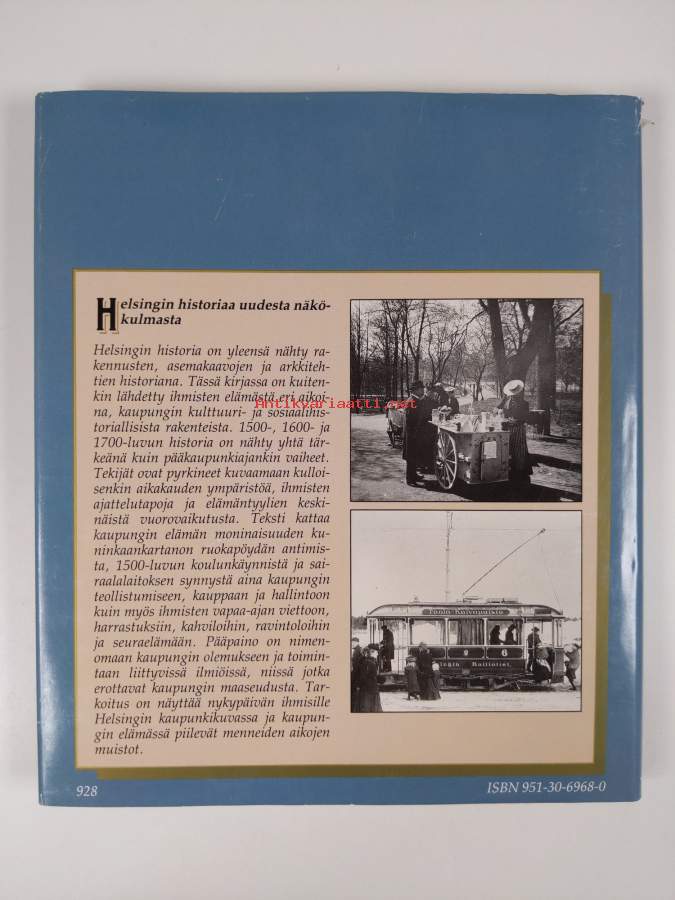 Helsingin historiaa uudesta näkö-
kulmasta
Helsingin historia on yleensä nähty ra-
kennusten, asemakaavojen ja arkkiteh-
tien historiana. Tässä kirjassa on kuiten-
kin lähdetty ihmisten elämästä eri aikoi-
na, kaupungin kulttuuri- ja sosiaalihis-
toriallisista rakenteista. 1500-, 1600- ja
1700-luvun historia on nähty yhtä tär-
keänä kuin pääkaupunkiajankin vaiheet.
Tekijät ovat pyrkineet kuvaamaan kulloi-
senkin aikakauden ympäristöä, ihmisten
ajattelutapoja ja elämäntyylien keski-
näistä vuorovaikutusta. Teksti kattaa
kaupungin elämän moninaisuuden ku-
ninkaankartanon ruokapöydän antimis-
ta, 1500-luvun koulunkäynnistä ja sai-
raalalaitoksen synnystä aina kaupungin
teollistumiseen, kauppaan ja hallintoon
kuin myös ihmisten vapaa-ajan viettoon,
harrastuksiin, kahviloihin, ravintoloihin
ja seuraelämään. Pääpaino on nimen-
omaan kaupungin olemukseen ja toimin-
taan liittyvissä ilmiöissä, niissä jotka
erottavat kaupungin maaseudusta. Tar-
koitus on näyttää nykypäivän ihmisille
Helsingin kaupunkikuvassa ja kaupun-
gin elämässä piilevät menneiden aikojen
muistot.
Antikvariaatti.net
6
928
ISBN 951-30-6968-0